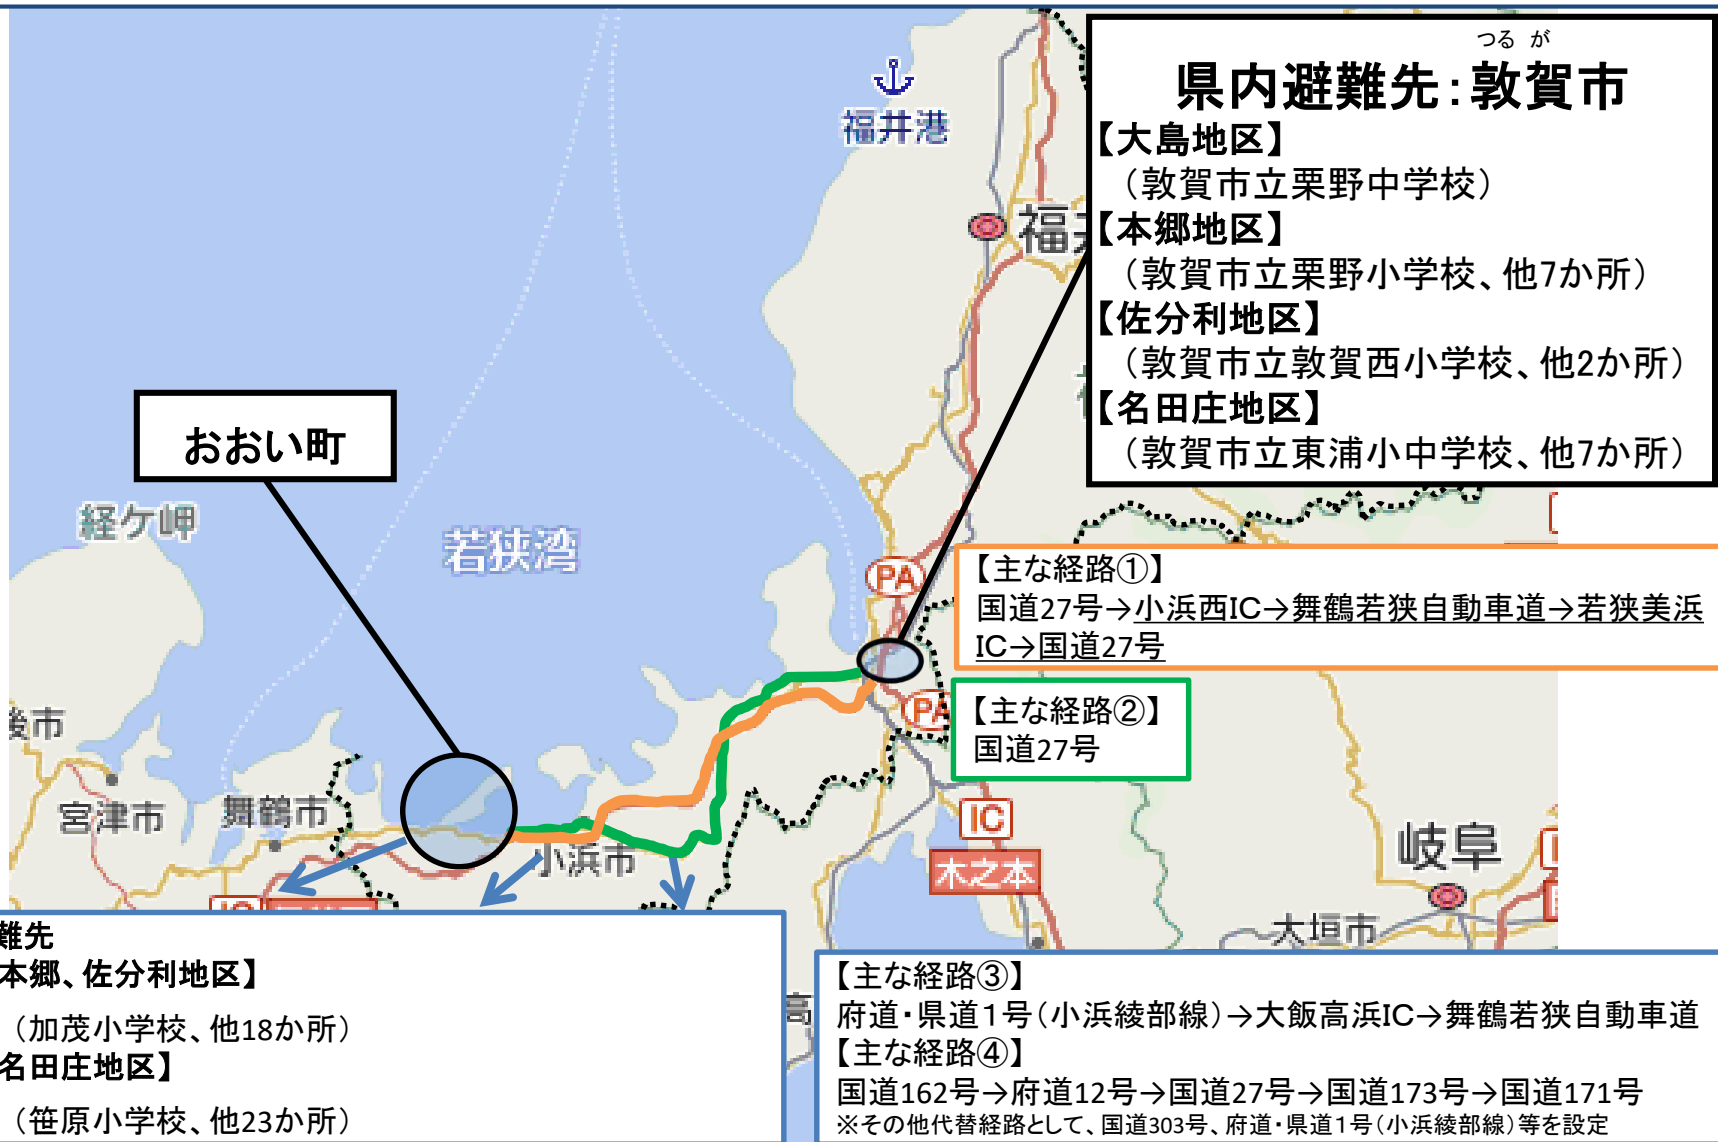 つるが
県内避難先：敦賀市
【大島地区】
（敦賀市立栗野中学校）
【本郷地区】
（敦賀市立栗野小学校、他7か所）
【佐分利地区】
（敦賀市立敦賀西小学校、他2か所）
【名田庄地区】
（敦賀市立東浦小中学校、他7か所）
福井港
福
おおい町
経ケ岬
若狭湾
PA
【主な経路①】
国道27号→小浜西IC→舞鶴若狭自動車道→若狭美浜
IC→国道27号
PA
【主な経路②】
国道27号
後市
宮津市
舞鶴市
小浜市
IC
木之本
岐阜
大垣市
IC
難先
本郷、佐分利地区】
（加茂小学校、他18か所）
名田庄地区】
（笹原小学校、他23か所）
高
【主な経路③】
府道・県道1号（小浜綾部線）→大飯高浜IC→舞鶴若狭自動車道
【主な経路④】
国道162号→府道12号→国道27号→国道173号→国道171号
※その他代替経路として、国道303号、府道・県道1号（小浜綾部線）等を設定